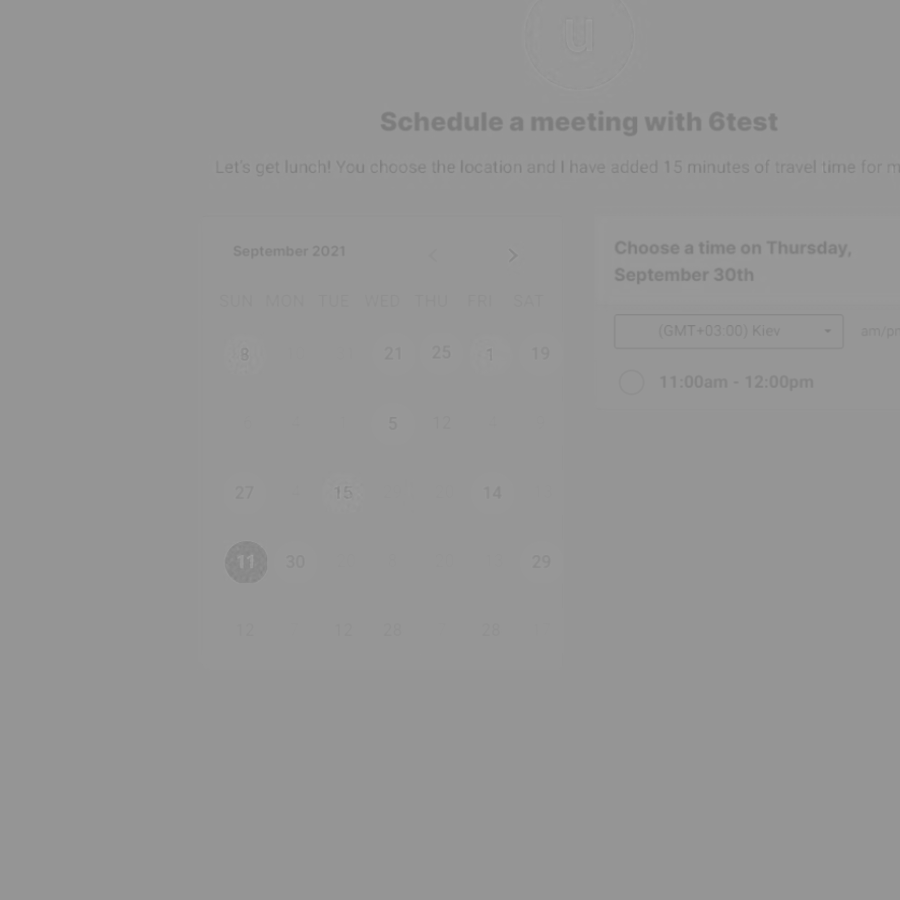 u
Schedule a meeting with 6test
Let's get lunch! You choose the location and I have added 15 minutes of travel time for m
September 2021
SUN MON TUE WED THU FRI SAT
8 21 25 1 19
5 12
27 15 14
11 30 29
12 12 28 28
Choose a time on Thursday,
September 30th
(GMT+03:00) Kiev am/pm
11:00am - 12:00pm